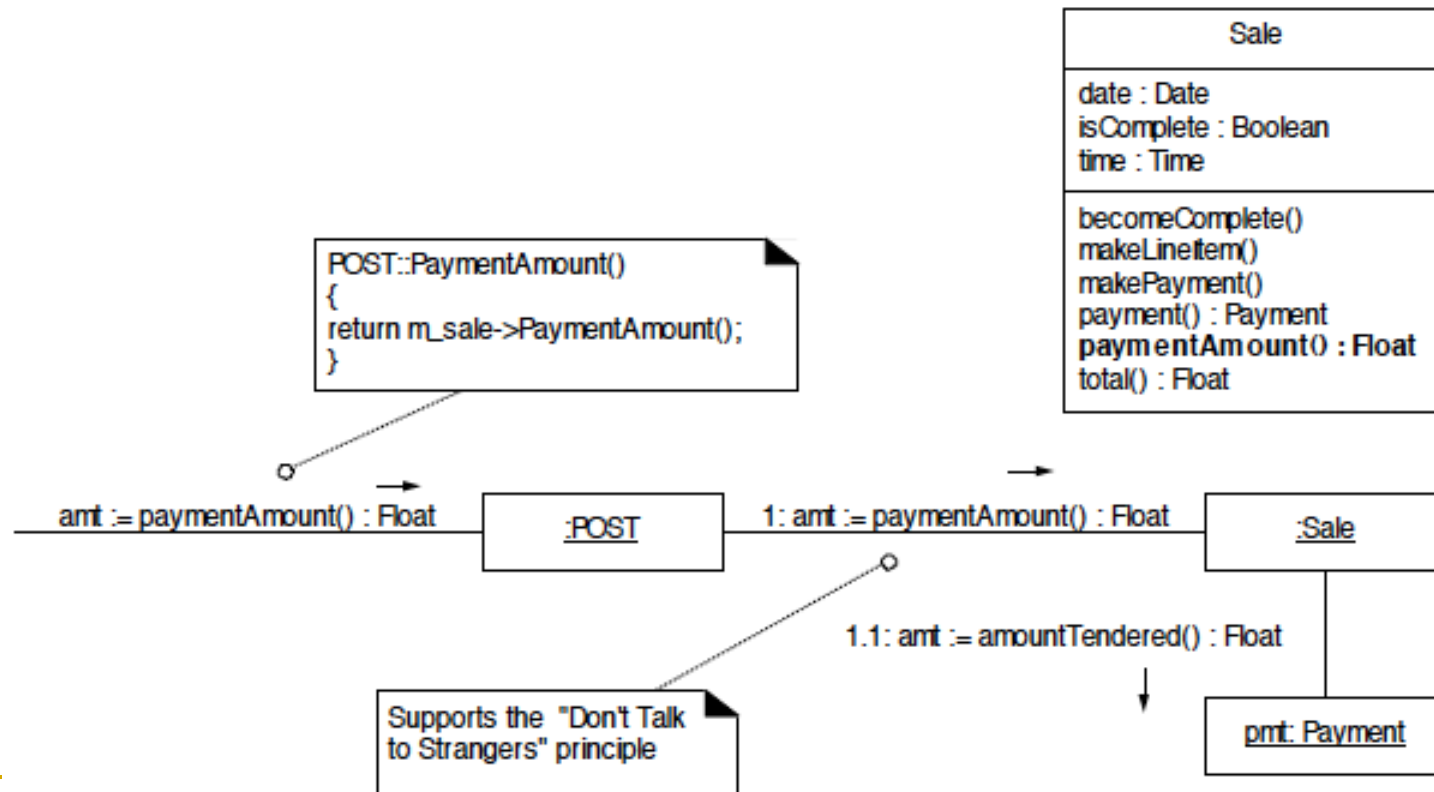 Sale
date : Date
isComplete : Boolean
time : Time
becomeComplete()
makeLineItem()
makePayment()
payment() : Payment
paymentAmount() : Float
total() : Float
POST::PaymentAmount()
{
return m_sale->PaymentAmount();
}
amt := paymentAmount() : Float
:POST
1: amt := paymentAmount() : Float
:Sale
1.1: amt := amountTendered() : Float
Supports the "Don't Talk
to Strangers" principle
pmt: Payment